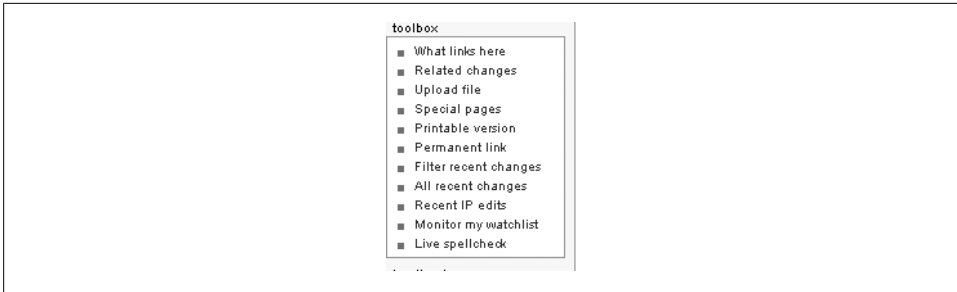 toolbox
What links here
Related changes
Upload file
Special pages
Printable version
Permanent link
Filter recent changes
All recent changes
Recent IP edits
Monitor my watchlist
Live spellcheck